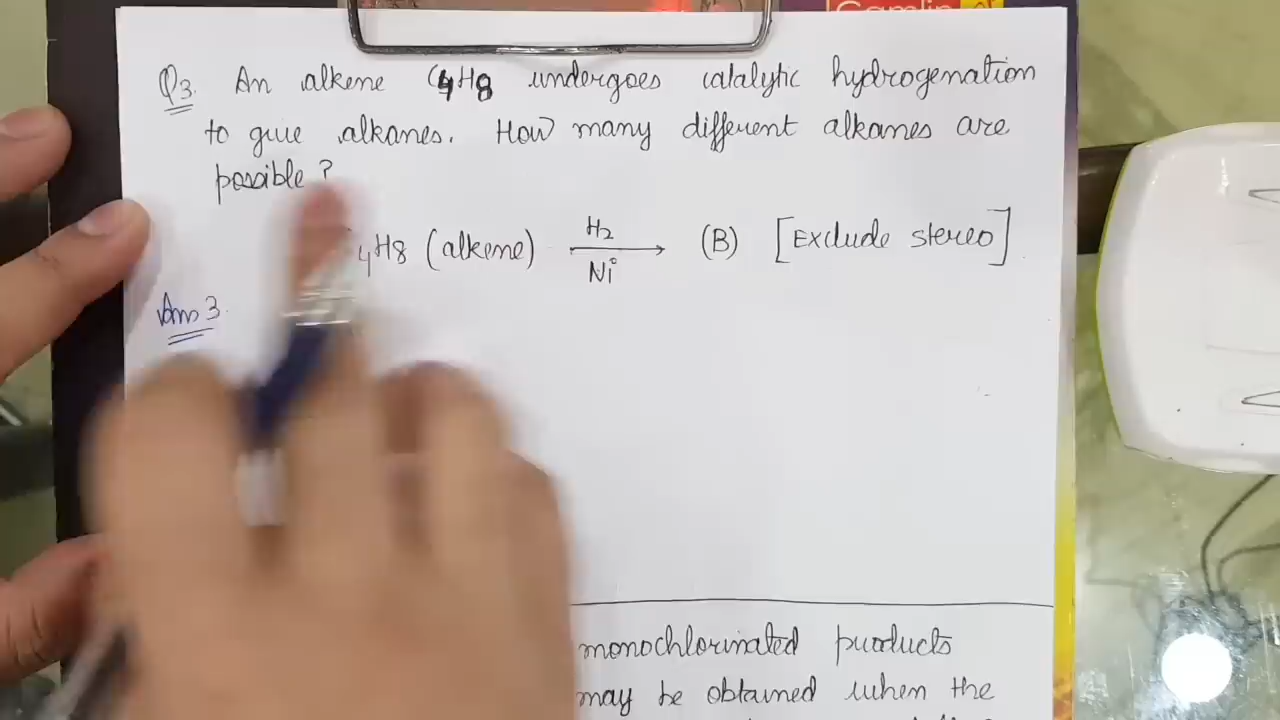 Camlin
Q3. An alkene C4H8 undergoes catalytic hydrogenation
to give alkanes. How many different alkanes are
possible?
4H8 (alkene) H2 Ni (B) [Exclude stereo]
Ans 3.
monochlorinated products
may be obtained when the